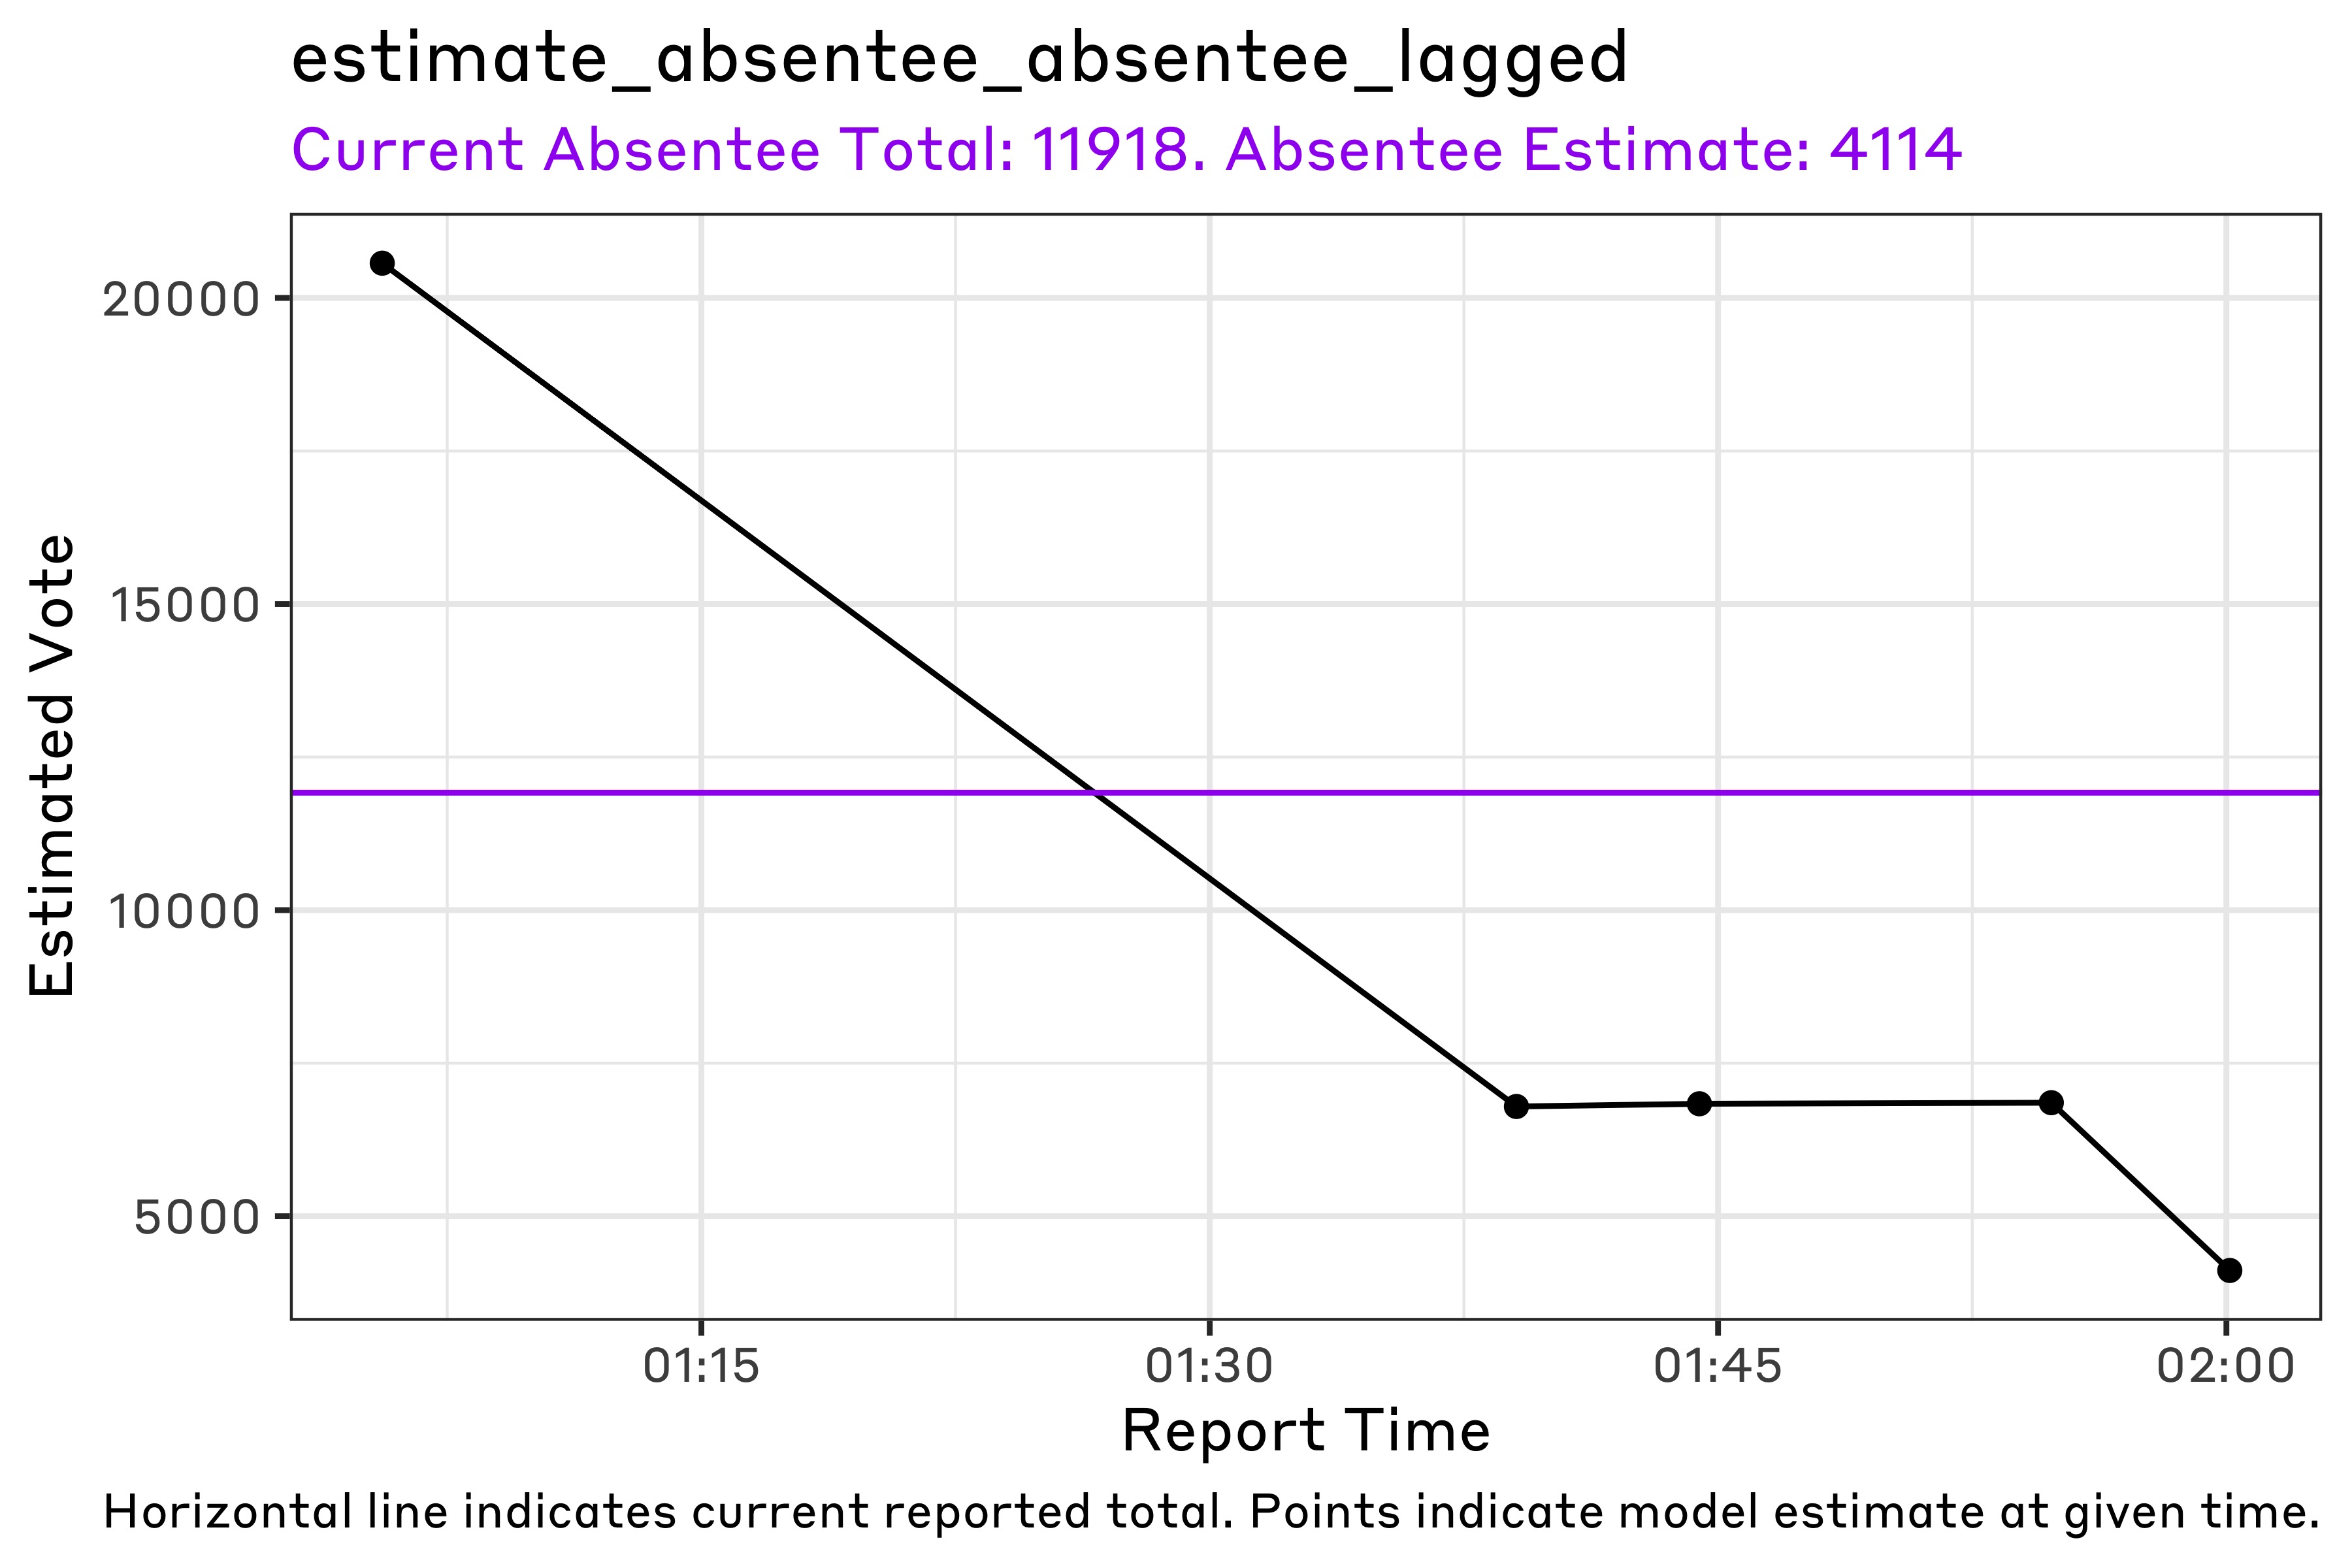 estimate_absentee_absentee_lagged
Current Absentee Total: 11918. Absentee Estimate: 4114
Estimated Vote
20000
15000
10000
5000
01:15
01:30
01:45
02:00
Report Time
Horizontal line indicates current reported total. Points indicate model estimate at given time.